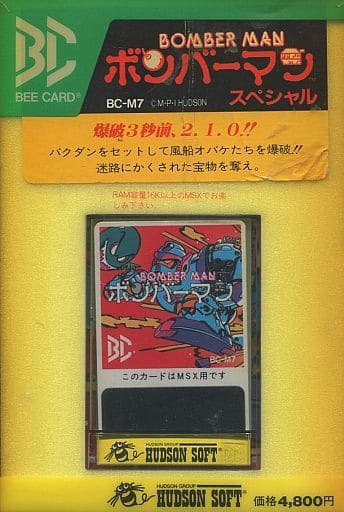 BC
BEE CARD®
BOMBER MAN
ボンバーマン
スペシャル
BC-M7 © M・P・I HUDSON
爆破3秒前、2.1.0!!
バクダンをセットして風船オバケたちを爆破!!
迷路にかくされた宝物を奪え。
RAM容量16K以上のMSXでお楽
しみ下さい。
BOMBER MAN
ボンバーマン
BC
BC-M7
このカードはMSX用です
HUDSON GROUP
HUDSON SOFT
HUDSON GROUP
HUDSON SOFT
価格4,800円